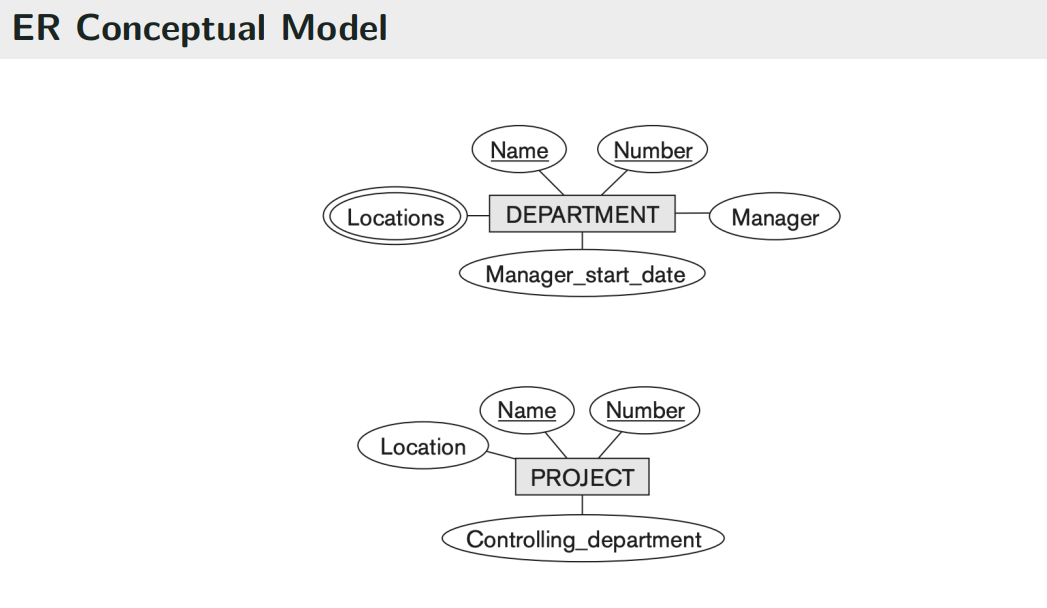 ER Conceptual Model
Name
Number
Locations
DEPARTMENT
Manager
Manager_start_date
Name
Number
Location
PROJECT
Controlling_department